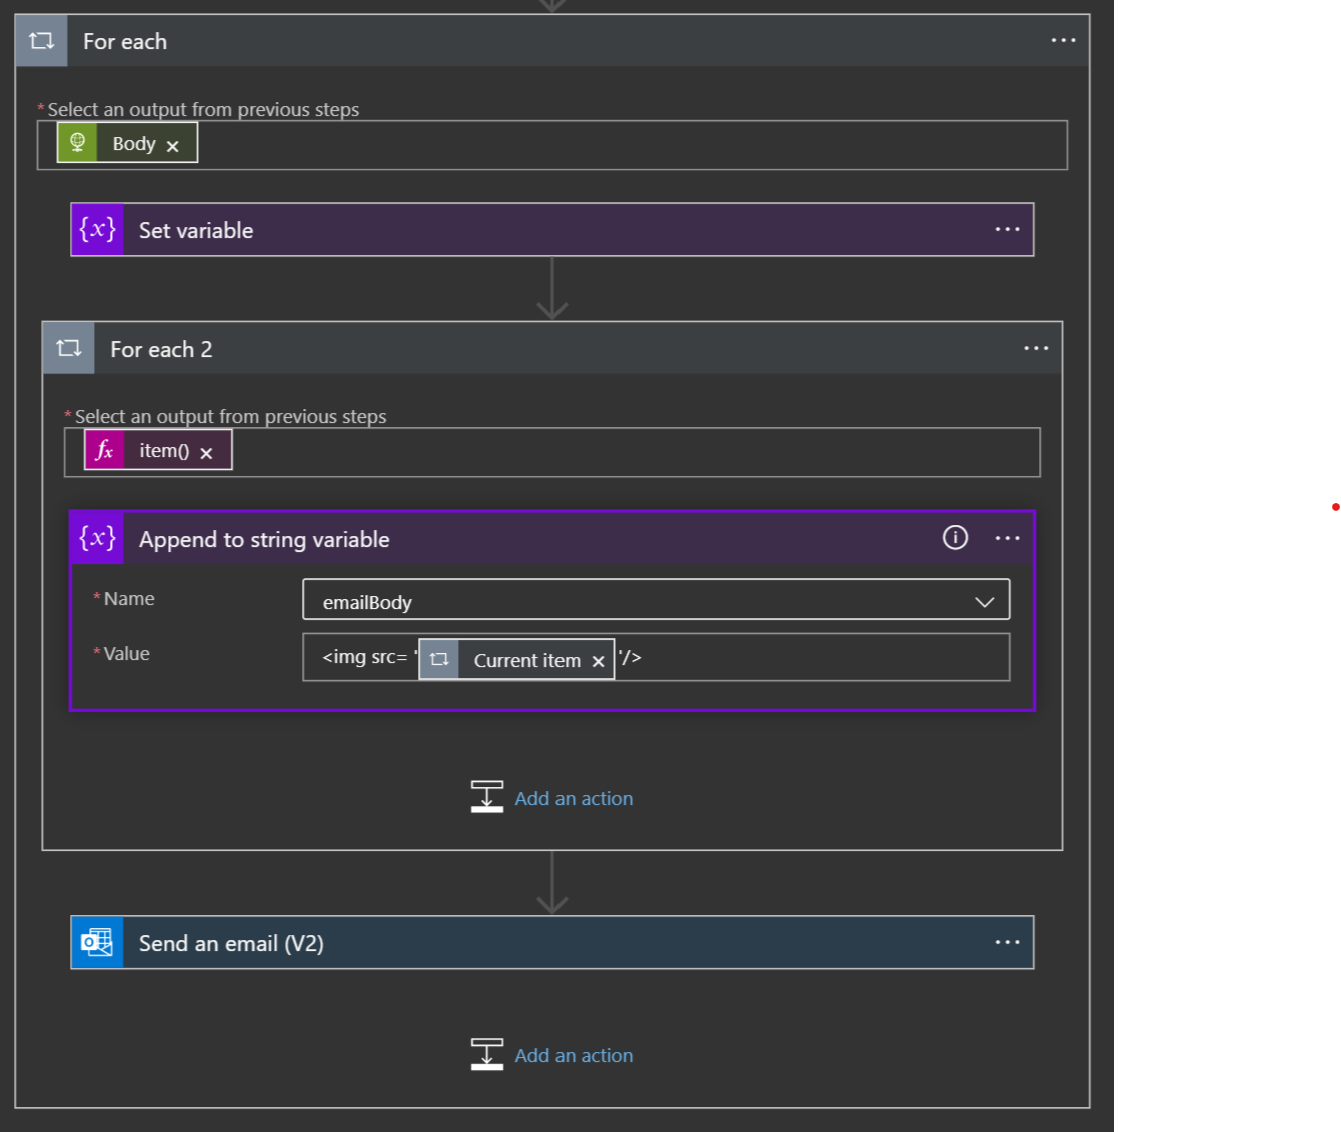 For each
*Select an output from previous steps
Body ×
{x} Set variable
For each 2
*Select an output from previous steps
fx item() ×
{x} Append to string variable
*Name emailBody
*Value <img src= ' Current item × '/>
Add an action
Send an email (V2)
Add an action